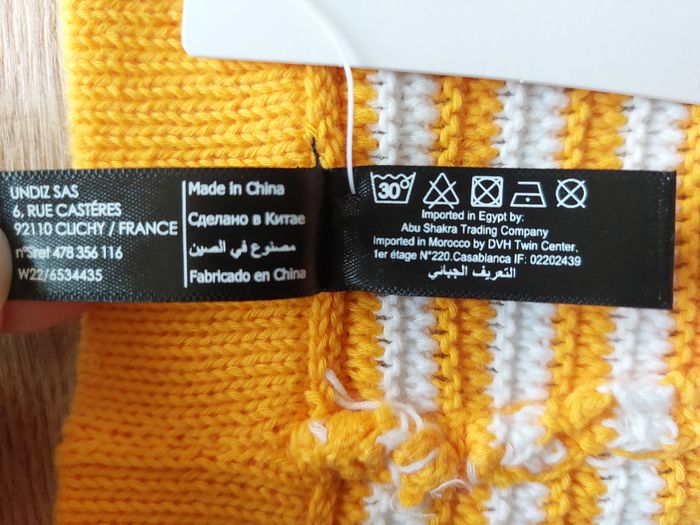 UNDIZ SAS
6, RUE CASTÉRES
92110 CLICHY / FRANCE
n°Siret 478 356 116
W22/6534435
Made in China
Сделано в Китае
مصنوع في الصين
Fabricado en China
30°
Imported in Egypt by:
Abu Shakra Trading Company
Imported in Morocco by DVH Twin Center,
1er étage N°220.Casabianca IF: 02202439
التعريف الجبائي